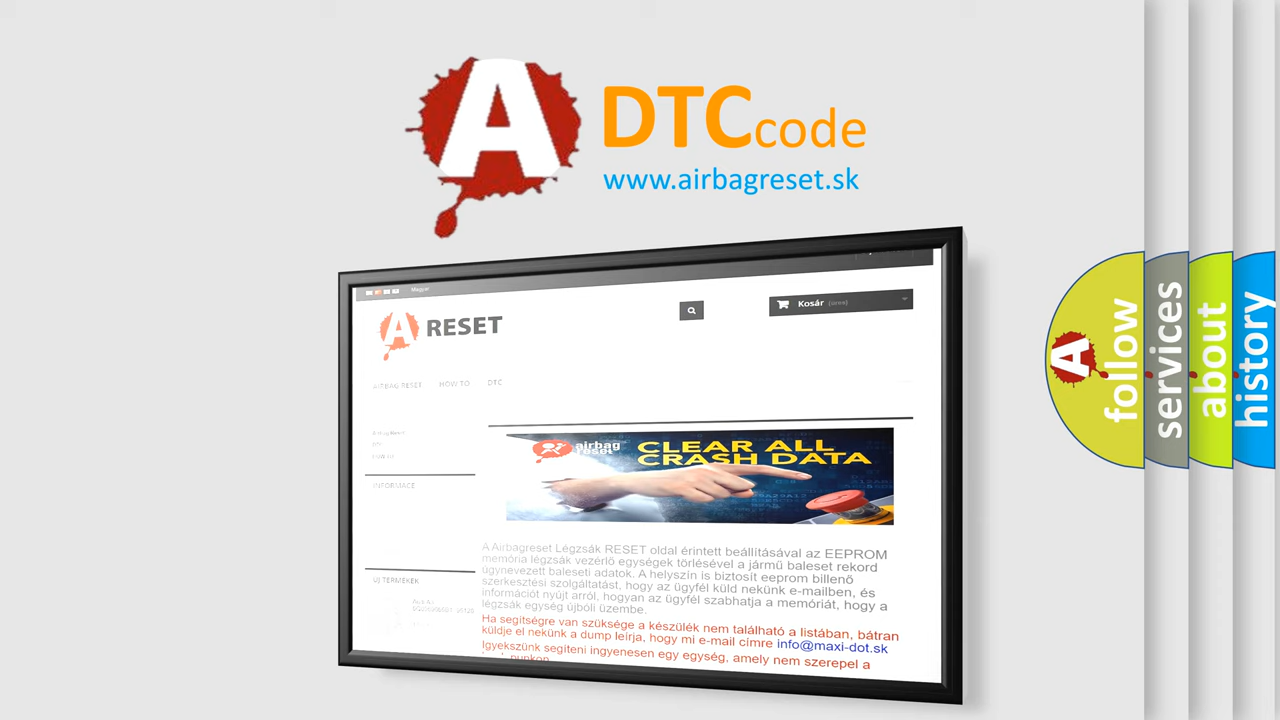 A
DTC code
www.airbagreset.sk
Magyar
A RESET
Kosár (üres)
AIRBAG RESET HOW TO DTC
airbag
reset
CLEAR ALL
CRASH DATA
DTC
INFORMACE
A Airbagreset Légzsák RESET oldal érintett beállításával az EEPROM
memória légzsák vezérlő egységek törlésével a jármű baleset rekord
úgynevezett baleseti adatok. A helyszín is biztosít eeprom billenő
szerkesztési szolgáltatást, hogy az ügyfél küld nekünk e-mailben, és
információt nyújt arról, hogyan az ügyfél szabhatja a memóriát, hogy a
légzsák egység újbóli üzembe.
ÚJ TERMÉKEK
Ha segítségre van szüksége a készülék nem található a listában, bátran
küldje el nekünk a dump leírja, hogy mi e-mail címre info@maxi-dot.sk
Igyekszünk segíteni ingyenesen egy egység, amely nem szerepel a
A follow
services
about
history